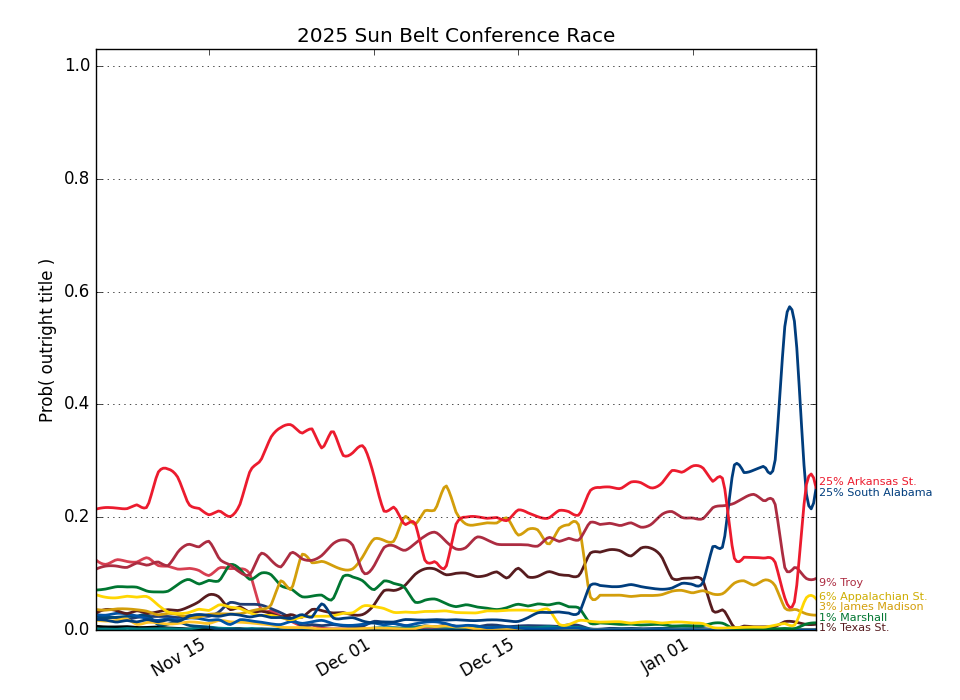 2025 Sun Belt Conference Race
Prob( outright title )
1.0
0.8
0.6
0.4
0.2
0.0
Nov 15
Dec 01
Dec 15
Jan 01
25% Arkansas St.
25% South Alabama
9% Troy
6% Appalachian St.
3% James Madison
1% Marshall
1% Texas St.